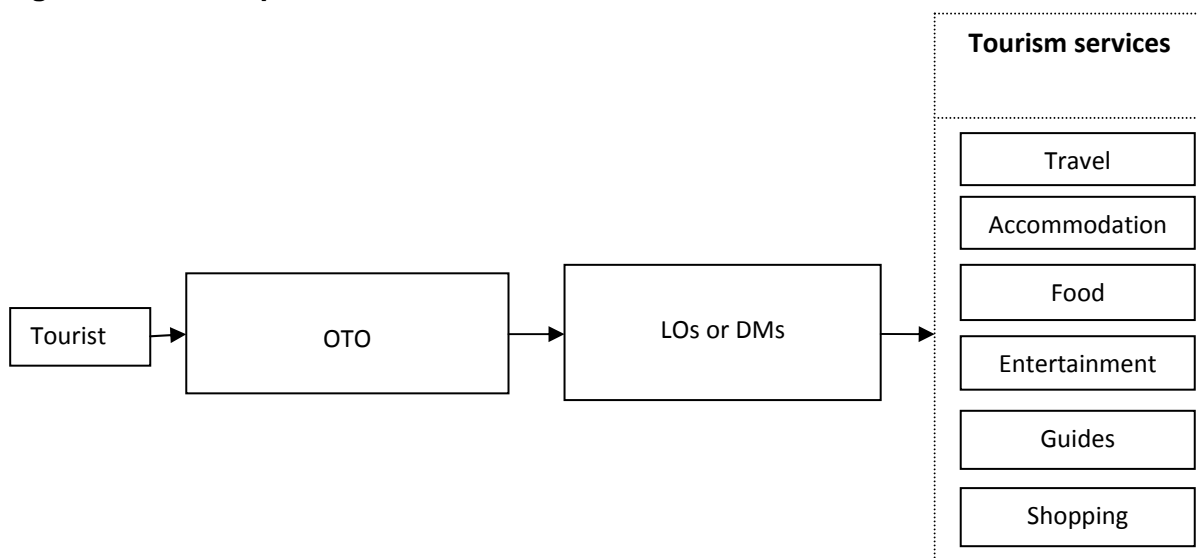 Tourism services
Travel
Accommodation
Food
Entertainment
Guides
Shopping
Tourist
OTO
LOs or DMs